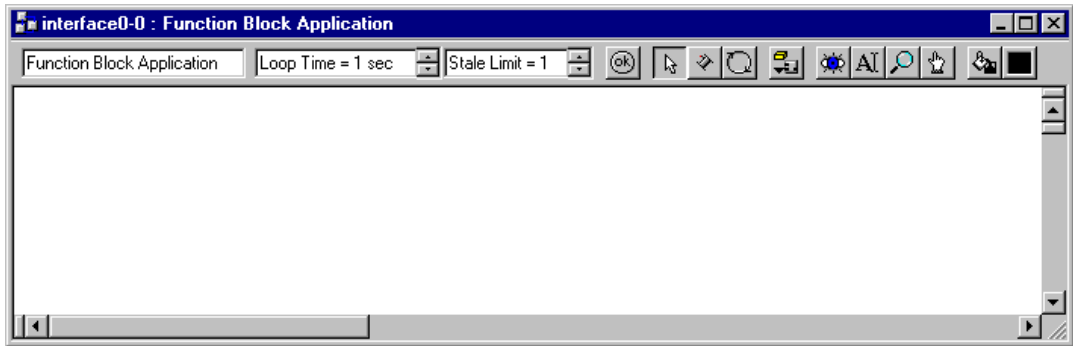 interface0-0 : Function Block Application
Function Block Application Loop Time = 1 sec Stale Limit = 1 ok AI